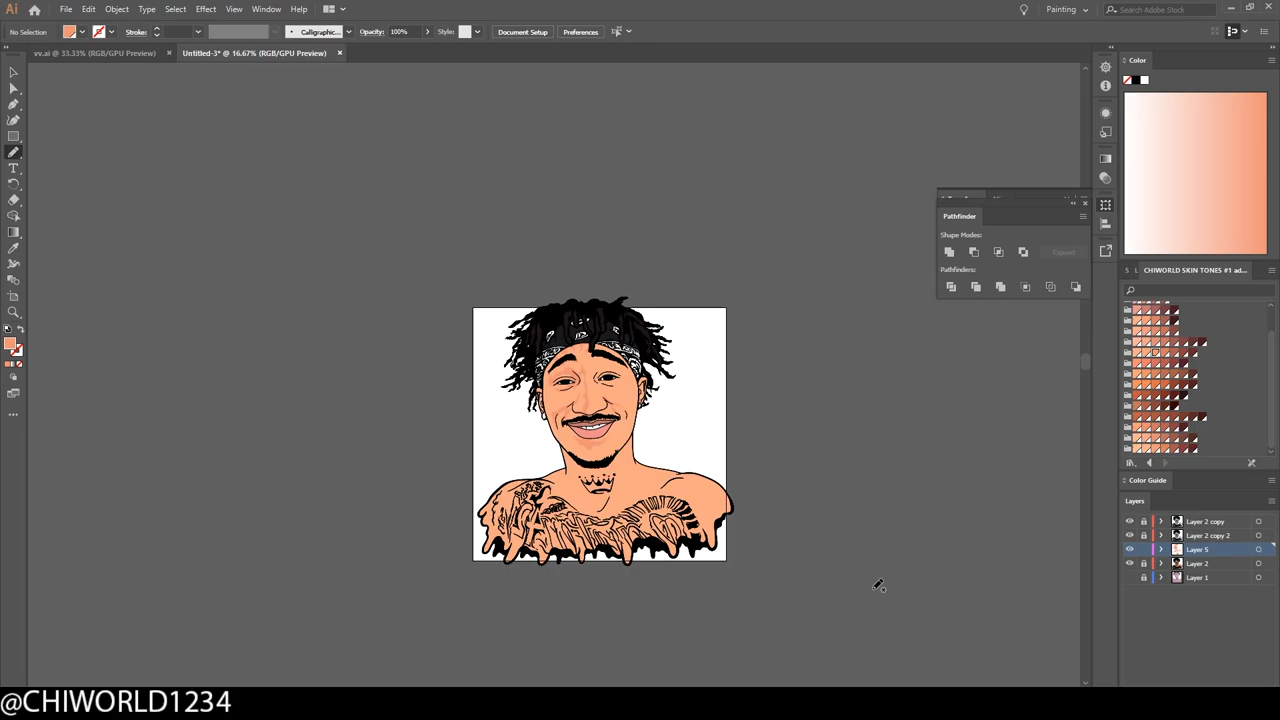 Ai File Edit Object Type Select Effect View Window Help Painting Search Adobe Stock
No Selection Stroke: Calligraphic... Opacity: 100% Style: Document Setup Preferences
vv.ai @ 33.33% (RGB/GPU Preview) Untitled-3* @ 16.67% (RGB/GPU Preview)
Color
Pathfinder
Shape Modes:
Expand
Pathfinders:
CHIWORLD SKIN TONES #1 ad...
Color Guide
Layers
Layer 2 copy
Layer 2 copy 2
Layer 5
Layer 2
Layer 1
@CHIWORLD1234